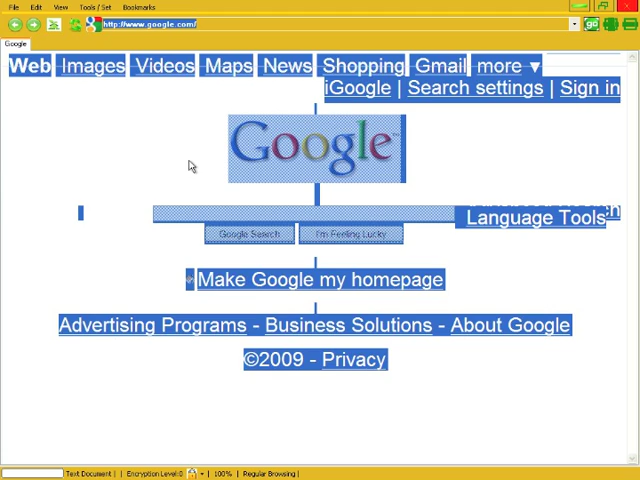 File Edit View Tools / Set Bookmarks
http://www.google.com/ go
Google
Web Images Videos Maps News Shopping Gmail more ▼
iGoogle | Search settings | Sign in
Google
Language Tools
Google Search I'm Feeling Lucky
Make Google my homepage
Advertising Programs - Business Solutions - About Google
©2009 - Privacy
Text Document | | Encryption Level:0 | 100% | Regular Browsing |